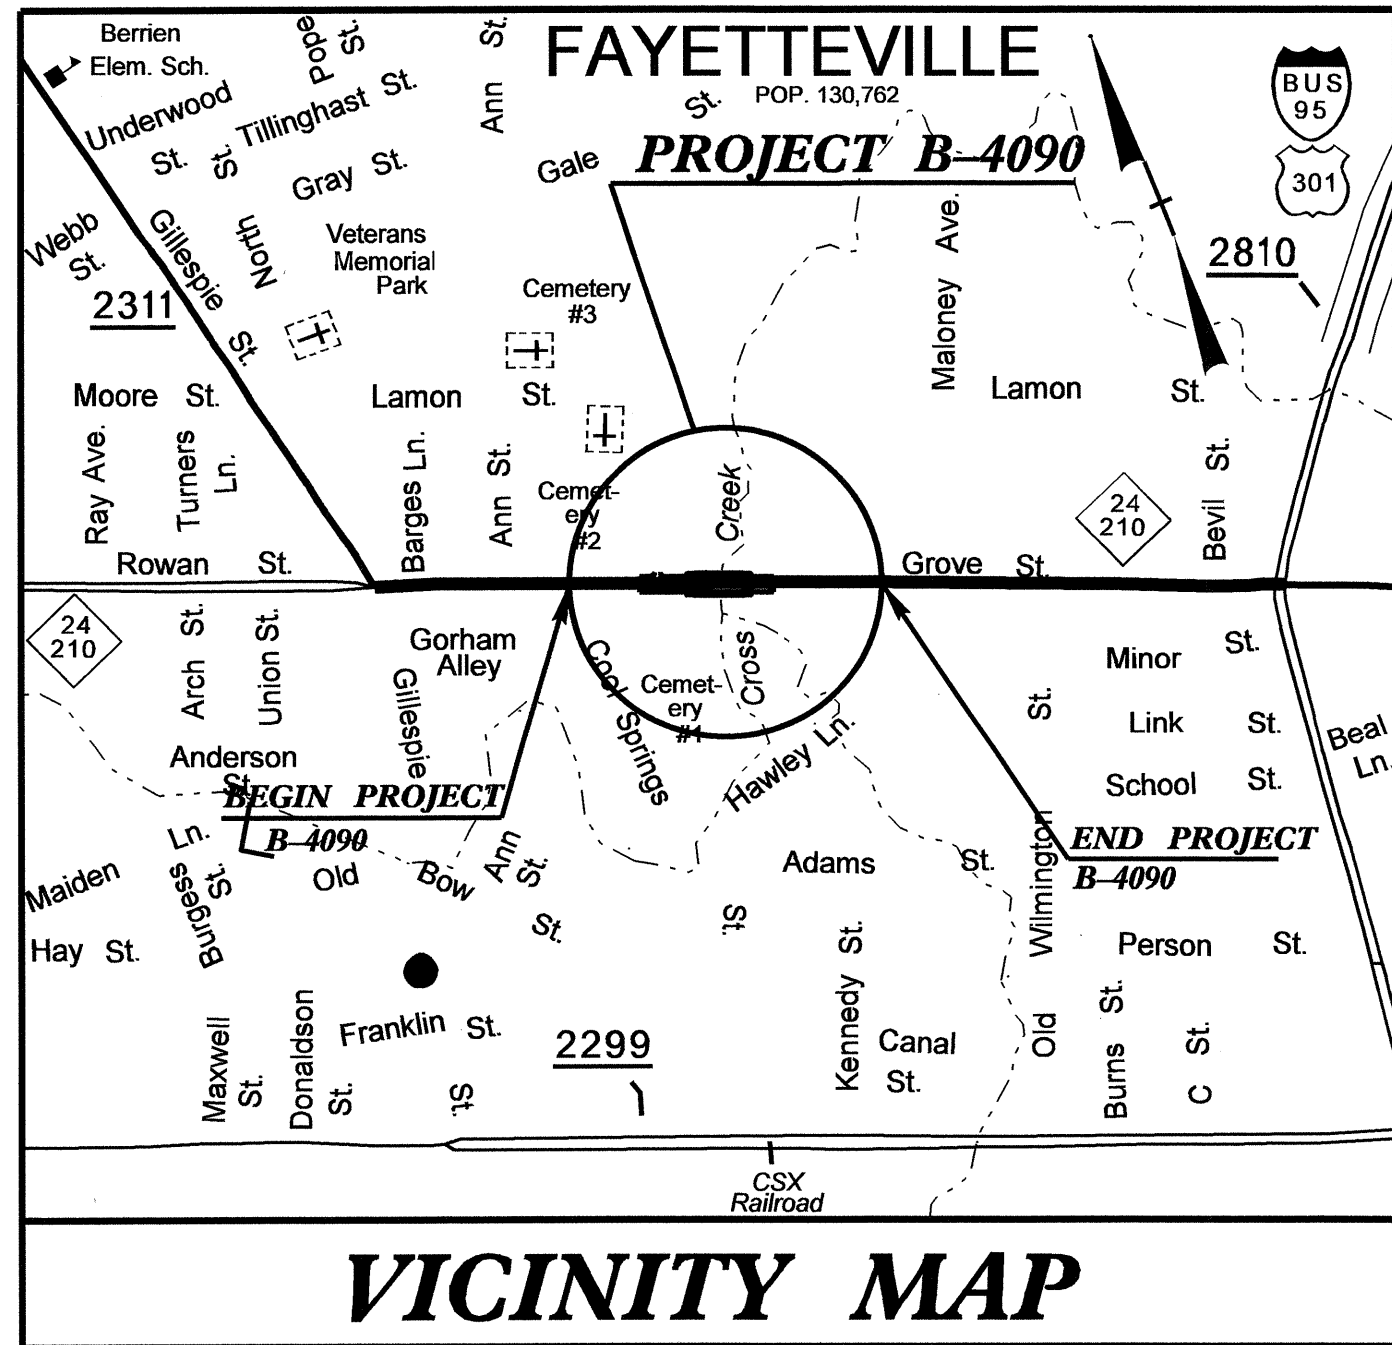 Berrien
Elem. Sch.
Pope St.
Ann St.
FAYETTEVILLE
POP. 130,762
BUS
95
301
Underwood St.
Tillinghast St.
North St.
Gray St.
Gale St.
PROJECT B–4090
Webb St.
Gillespie St.
2311
Veterans
Memorial
Park
Cemetery
#3
Maloney Ave.
2810
Moore St.
Lamon St.
Lamon St.
Ray Ave.
Turners Ln.
Barges Ln.
Ann St.
Cemet-
ery
#2
Creek
24
210
Bevil St.
Rowan St.
Grove St.
24
210
Arch St.
Union St.
Gorham
Alley
Gillespie St.
Cool Springs St.
Cemet-
ery
#1
Cross
Hawley Ln.
Minor St.
Link St.
School St.
Beal
Ln.
Anderson
St.
BEGIN PROJECT
B–4090
END PROJECT
B–4090
Maiden Ln.
Burgess St.
Old Bow St.
Ann St.
Adams St.
Old Wilmington St.
Hay St.
Person St.
Maxwell St.
Donaldson St.
Franklin St.
2299
Kennedy St.
Canal
St.
Burns St.
C St.
CSX
Railroad
VICINITY MAP